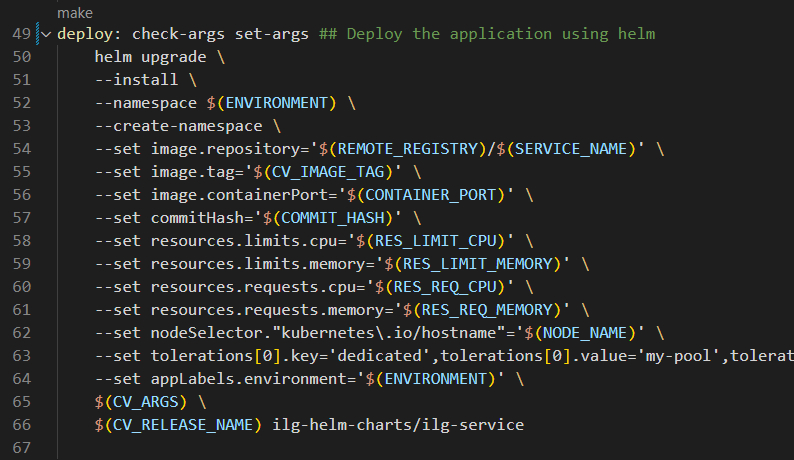 make
49 deploy: check-args set-args ## Deploy the application using helm
50 helm upgrade \
51 --install \
52 --namespace $(ENVIRONMENT) \
53 --create-namespace \
54 --set image.repository='$(REMOTE_REGISTRY)/$(SERVICE_NAME)' \
55 --set image.tag='$(CV_IMAGE_TAG)' \
56 --set image.containerPort='$(CONTAINER_PORT)' \
57 --set commitHash='$(COMMIT_HASH)' \
58 --set resources.limits.cpu='$(RES_LIMIT_CPU)' \
59 --set resources.limits.memory='$(RES_LIMIT_MEMORY)' \
60 --set resources.requests.cpu='$(RES_REQ_CPU)' \
61 --set resources.requests.memory='$(RES_REQ_MEMORY)' \
62 --set nodeSelector."kubernetes\.io/hostname"='$(NODE_NAME)' \
63 --set tolerations[0].key='dedicated',tolerations[0].value='my-pool',tolerat
64 --set appLabels.environment='$(ENVIRONMENT)' \
65 $(CV_ARGS) \
66 $(CV_RELEASE_NAME) ilg-helm-charts/ilg-service
67